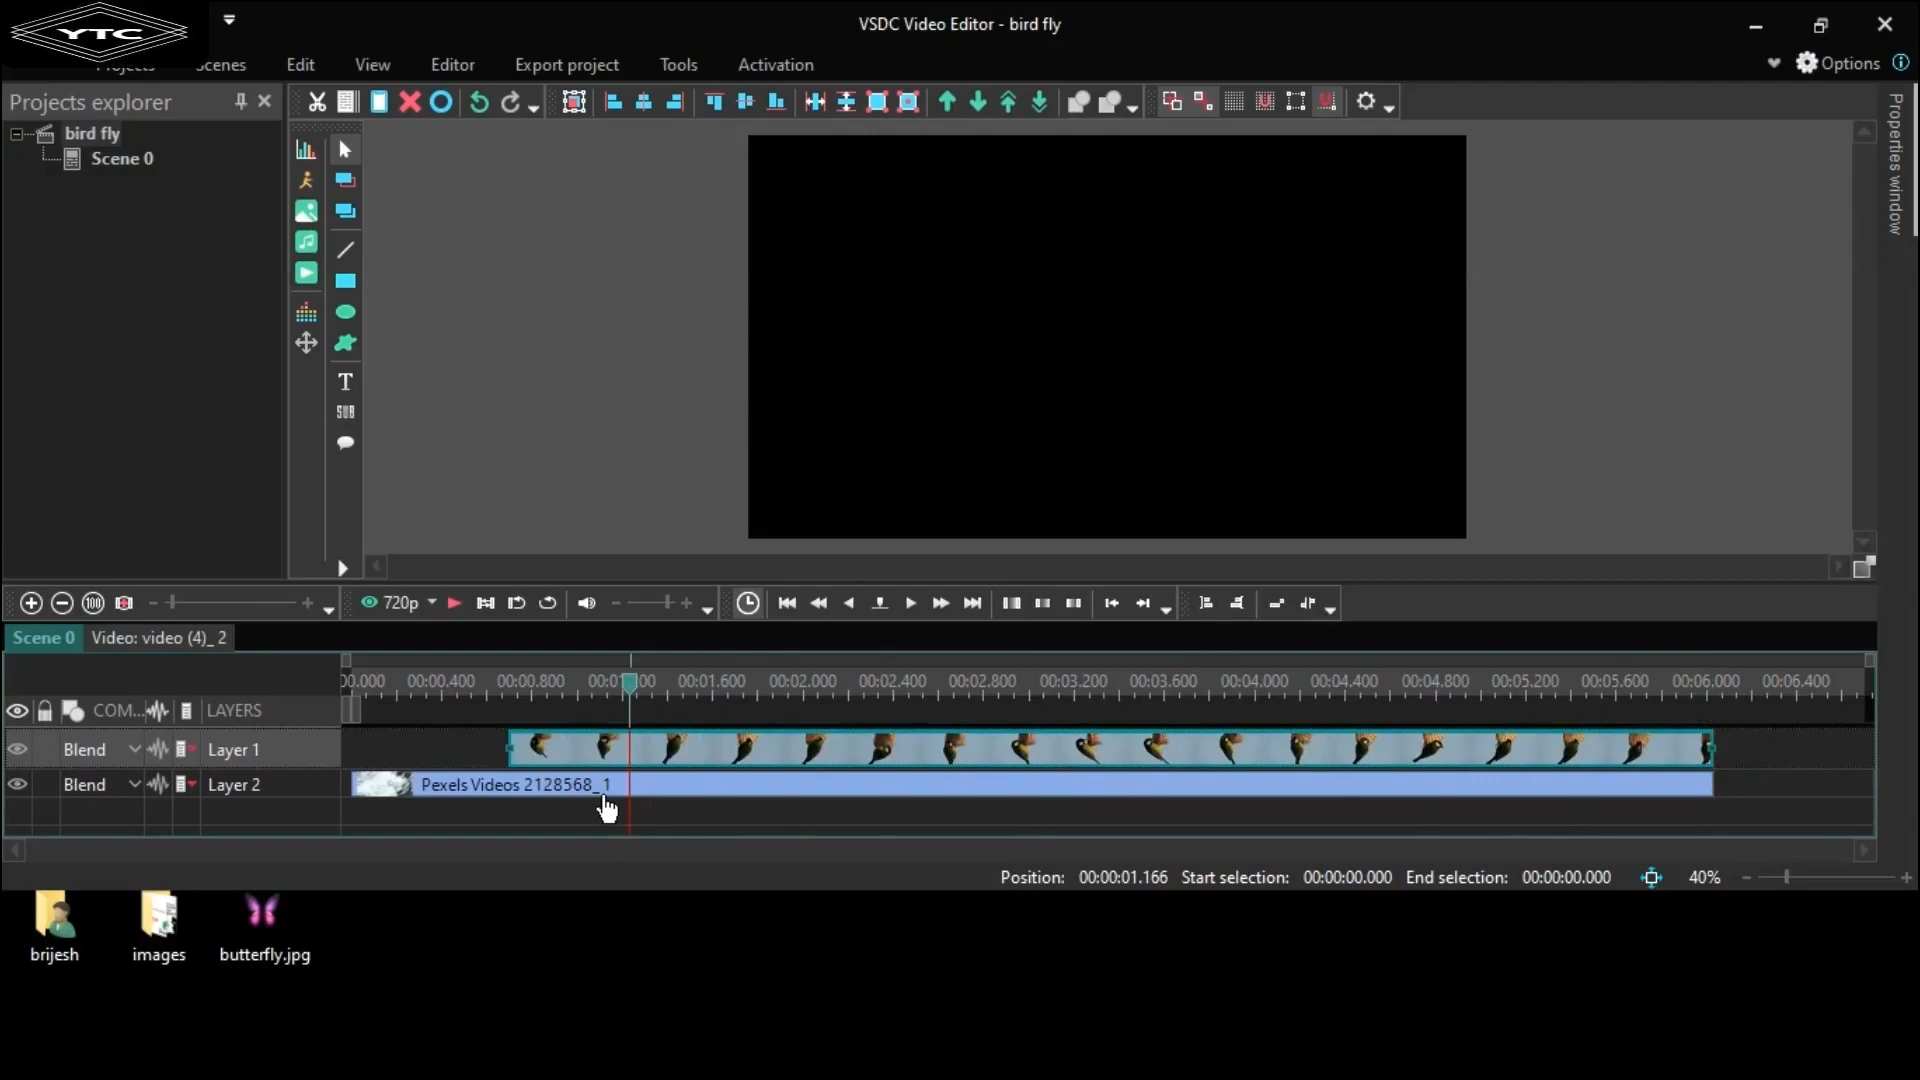 YTC
VSDC Video Editor - bird fly
Projects Scenes Edit View Editor Export project Tools Activation Options
Projects explorer
bird fly
Scene 0
Properties window
T
SUB
720p
Scene 0 Video: video (4)_ 2
00:00.400 00:00.800 00:01.600 00:02.000 00:02.400 00:02.800 00:03.200 00:03.600 00:04.000 00:04.400 00:04.800 00:05.200 00:05.600 00:06.000 00:06.400
COM... LAYERS
Blend Layer 1
Blend Layer 2 Pexels Videos 2128568_1
Position: 00:00:01.166 Start selection: 00:00:00.000 End selection: 00:00:00.000 40%
brijesh images butterfly.jpg